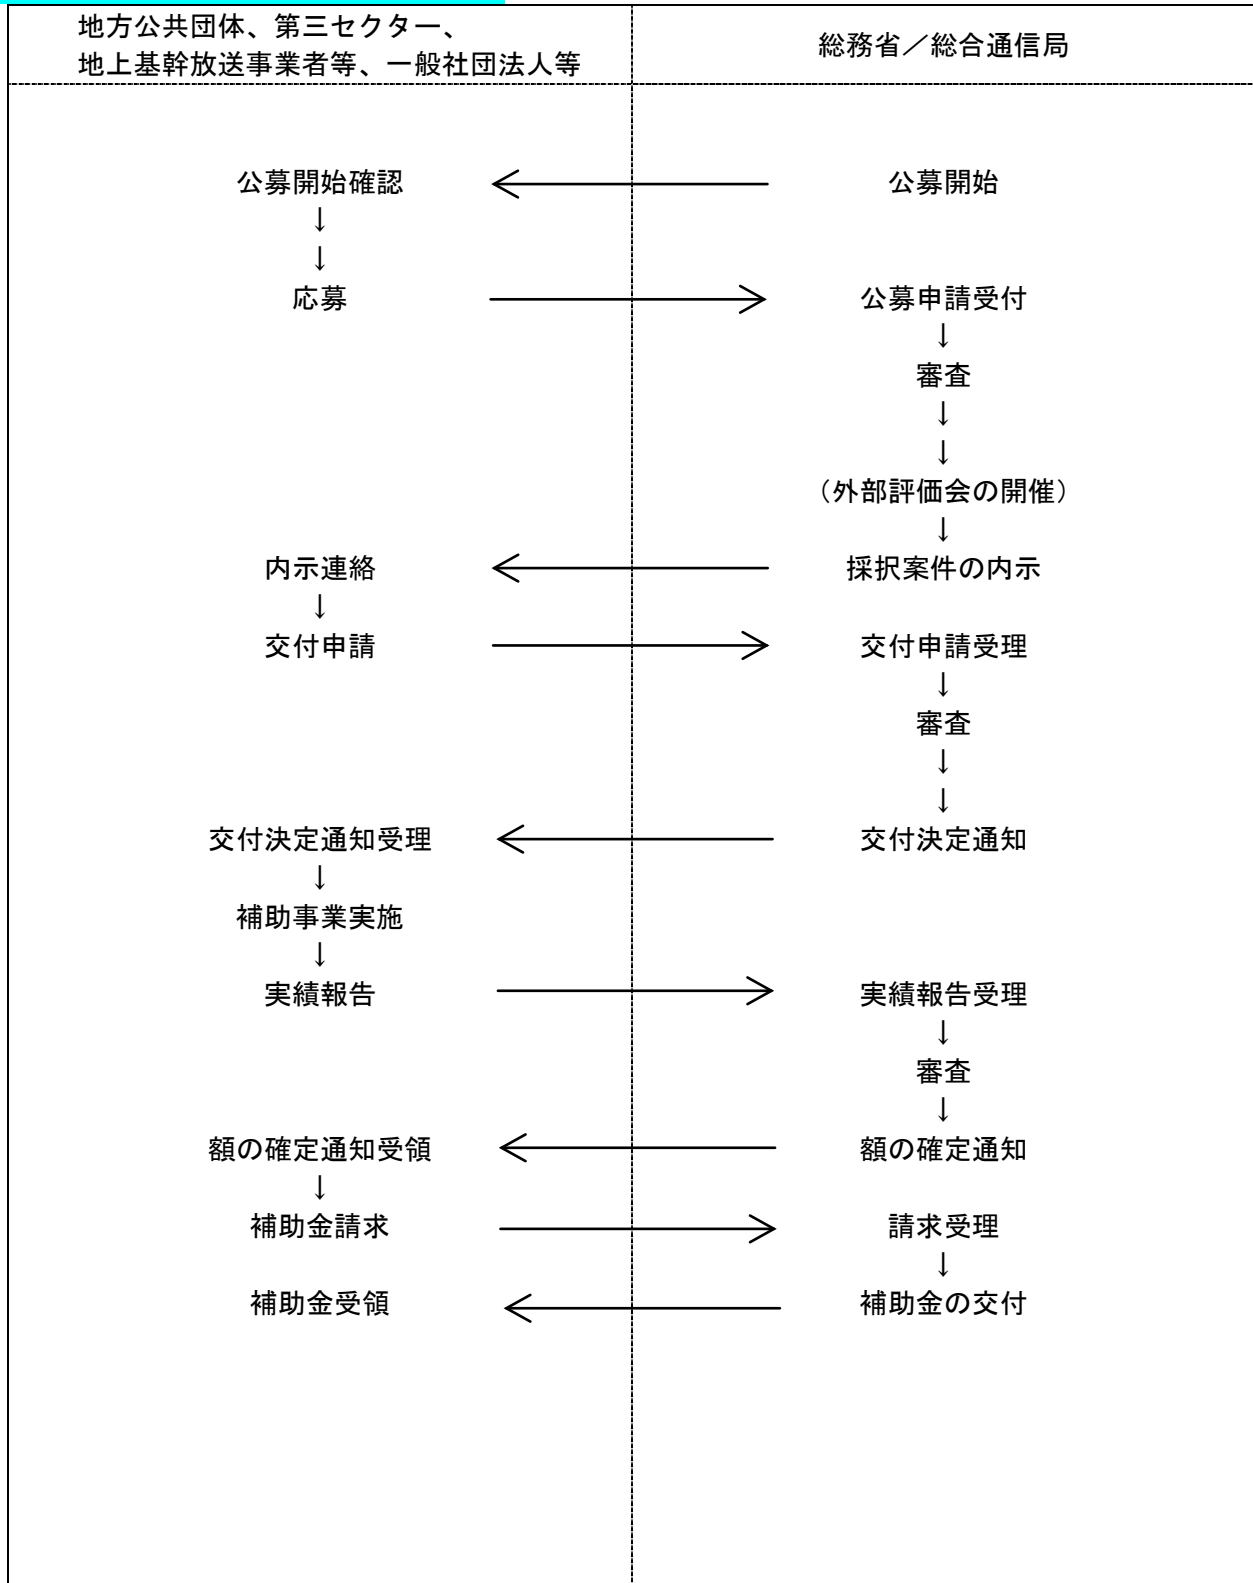 地方公共団体、第三セクター、
地上基幹放送事業者等、一般社団法人等
総務省／総合通信局
公募開始確認 公募開始
↓
↓
応募 公募申請受付
↓
審査
↓
↓
（外部評価会の開催）
↓
内示連絡 採択案件の内示
↓
交付申請 交付申請受理
↓
審査
↓
↓
交付決定通知受理 交付決定通知
↓
補助事業実施
↓
実績報告 実績報告受理
↓
審査
↓
額の確定通知受領 額の確定通知
↓
補助金請求 請求受理
↓
補助金受領 補助金の交付